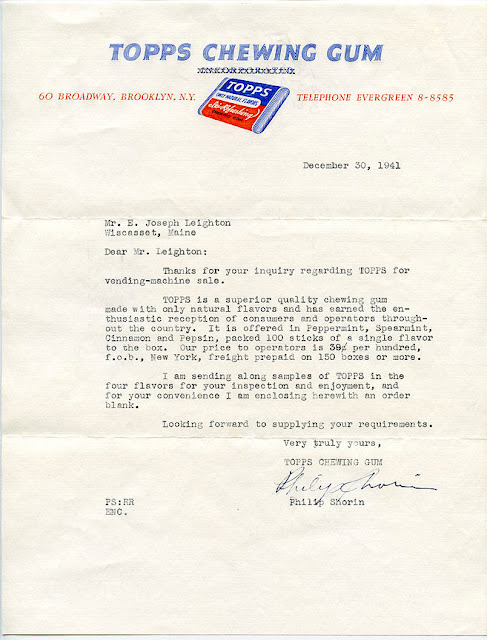 TOPPS CHEWING GUM
60 BROADWAY, BROOKLYN, N.Y.
TOPPS
TELEPHONE EVERGREEN 8-8585
December 30, 1941
Mr. E. Joseph Leighton
Wiscasset, Maine
Dear Mr. Leighton:
Thanks for your inquiry regarding TOPPS for
vending-machine sale.
TOPPS is a superior quality chewing gum
made with only natural flavors and has earned the en-
thusiastic reception of consumers and operators through-
out the country. It is offered in Peppermint, Spearmint,
Cinnamon and Pepsin, packed 100 sticks of a single flavor
to the box. Our price to operators is 39¢ per hundred,
f.o.b., New York, freight prepaid on 150 boxes or more.
I am sending along samples of TOPPS in the
four flavors for your inspection and enjoyment, and
for your convenience I am enclosing herewith an order
blank.
Looking forward to supplying your requirements.
Very truly yours,
TOPPS CHEWING GUM
Philip Shorin
PS:RR
Philip Shorin
ENC.